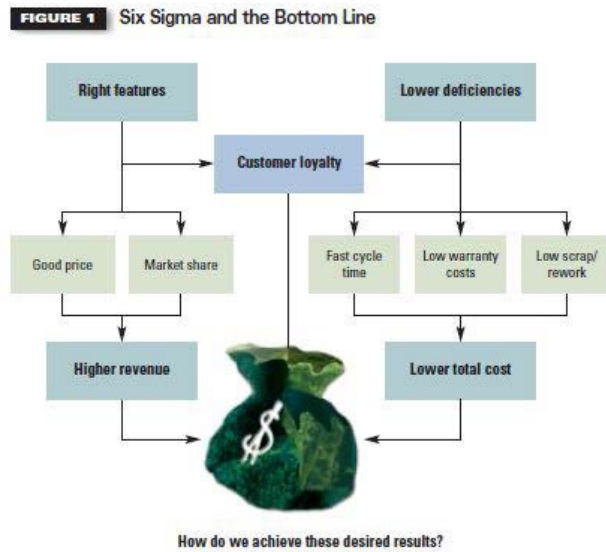 FIGURE 1 Six Sigma and the Bottom Line
Right features
Lower deficiencies
Customer loyalty
Good price
Market share
Fast cycle
time
Low warranty
costs
Low scrap/
rework
Higher revenue
Lower total cost
$
How do we achieve these desired results?